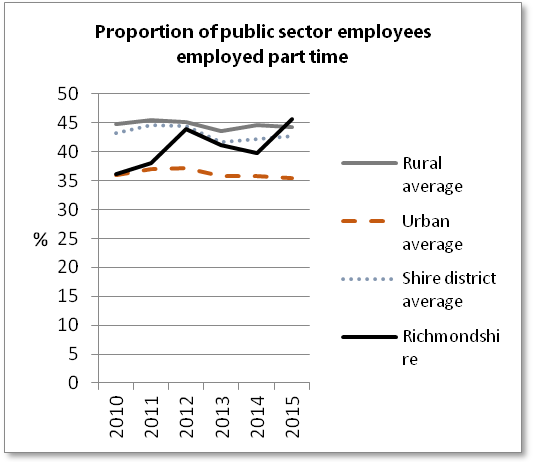 Proportion of public sector employees
employed part time
50
45
40
35
30
25
20
15
10
5
0
%
2010
2011
2012
2013
2014
2015
Rural
average
Urban
average
Shire district
average
Richmondshi
re